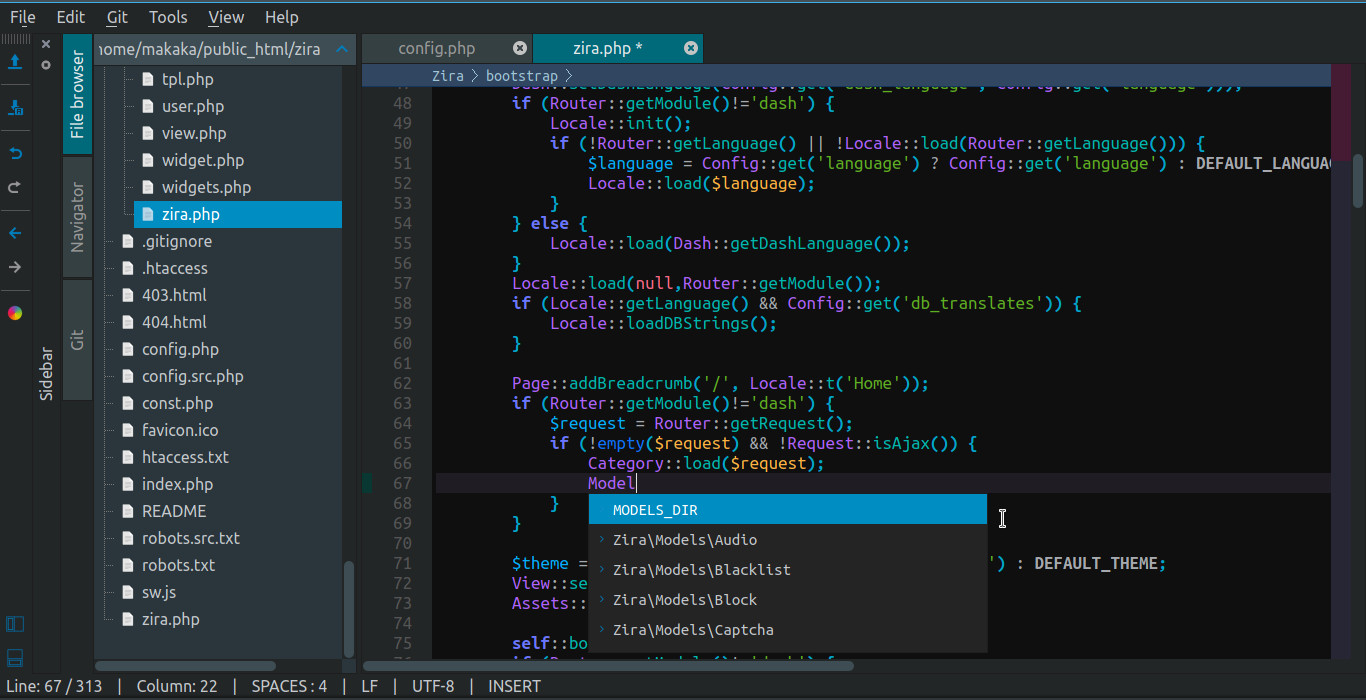 File Edit Git Tools View Help
home/makaka/public_html/zira
config.php
zira.php *
Zira > bootstrap >
File browser
Navigator
Git
Sidebar
tpl.php
user.php
view.php
widget.php
widgets.php
zira.php
.gitignore
.htaccess
403.html
404.html
config.php
config.src.php
const.php
favicon.ico
htaccess.txt
index.php
README
robots.src.txt
robots.txt
sw.js
zira.php
48 if (Router::getModule()!='dash') {
49 Locale::init();
50 if (!Router::getLanguage() || !Locale::load(Router::getLanguage())) {
51 $language = Config::get('language') ? Config::get('language') : DEFAULT_LANGUA
52 Locale::load($language);
53 }
54 } else {
55 Locale::load(Dash::getDashLanguage());
56 }
57 Locale::load(null,Router::getModule());
58 if (Locale::getLanguage() && Config::get('db_translates')) {
59 Locale::loadDBStrings();
60 }
61
62 Page::addBreadcrumb('/', Locale::t('Home'));
63 if (Router::getModule()!='dash') {
64 $request = Router::getRequest();
65 if (!empty($request) && !Request::isAjax()) {
66 Category::load($request);
67 Model
68 }
69 }
70
71 $theme = ') : DEFAULT_THEME;
72 View::se
73 Assets::
74
75 self::bo
MODELS_DIR
Zira\Models\Audio
Zira\Models\Blacklist
Zira\Models\Block
Zira\Models\Captcha
Line: 67 / 313 | Column: 22 | SPACES : 4 | LF | UTF-8 | INSERT